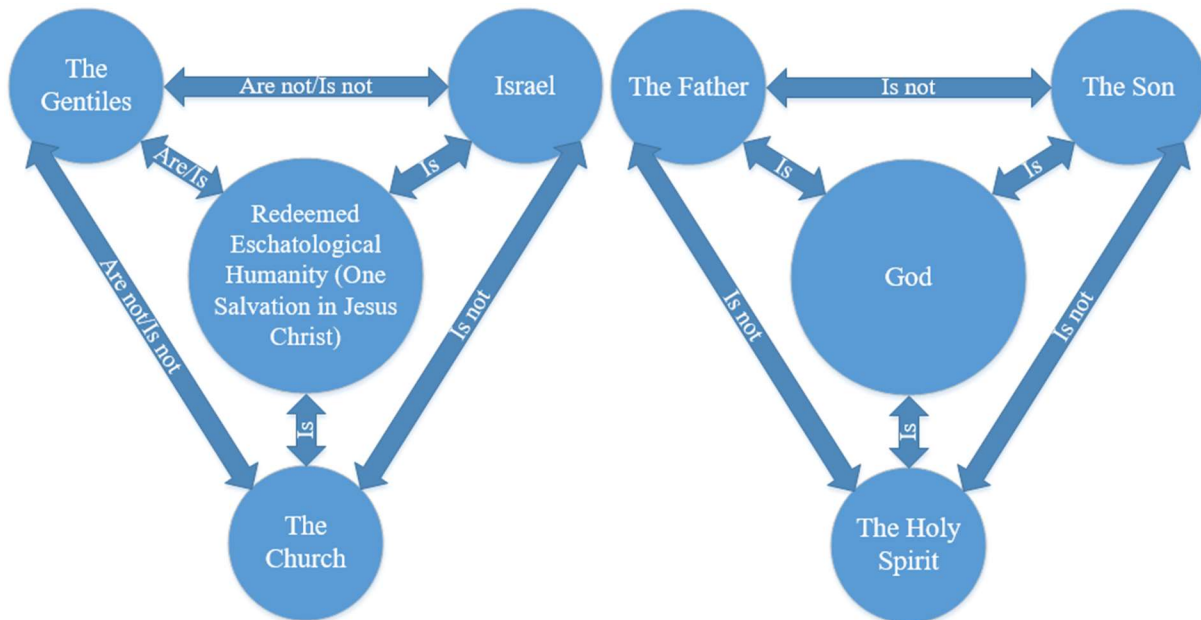 The
Gentiles
Are not/Is not
Israel
Are/Is
Is
Redeemed
Eschatological
Humanity (One
Salvation in Jesus
Christ)
Are not/Is not
Is not
Is
The
Church
The Father
Is not
The Son
Is
Is
God
Is not
Is not
Is
The Holy
Spirit